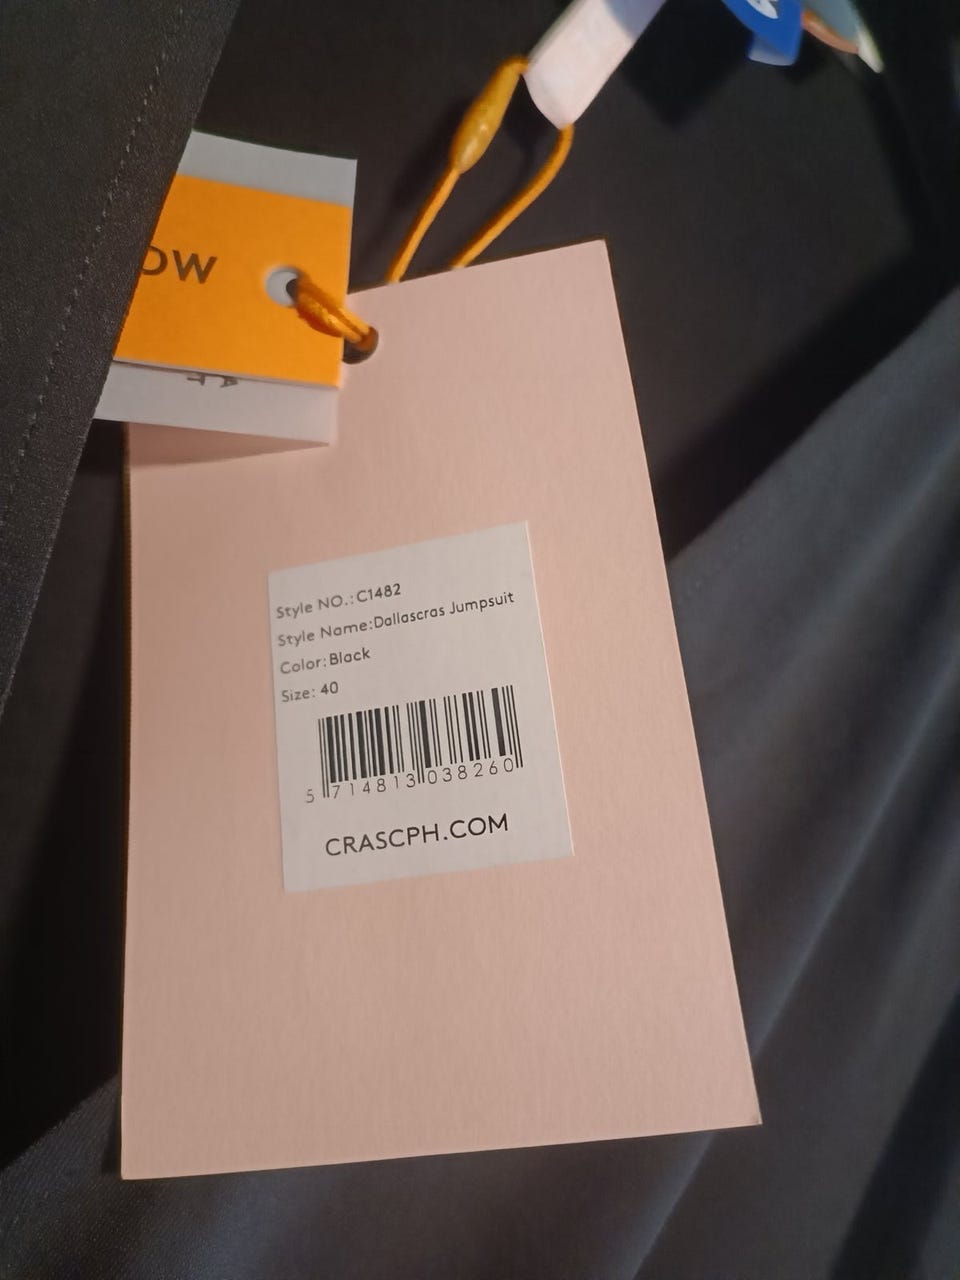 OW
Style NO.:C1482
Style Name:Dallascras Jumpsuit
Color:Black
Size: 40
5 714813 038260
CRASCPH.COM